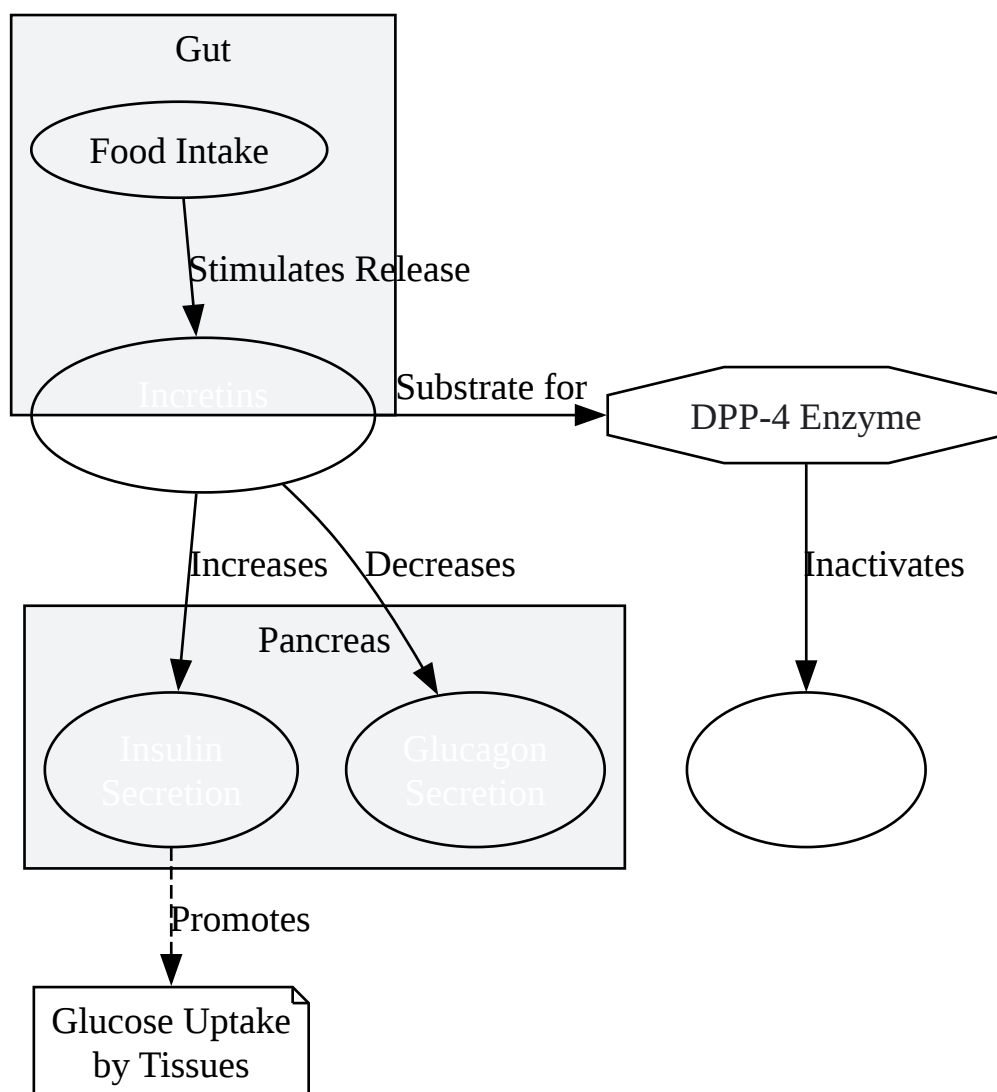 Gut
Food Intake
Stimulates Release
Incretins
Substrate for
DPP-4 Enzyme
Increases
Decreases
Inactivates
Pancreas
Insulin
Secretion
Glucagon
Secretion
Promotes
Glucose Uptake
by Tissues